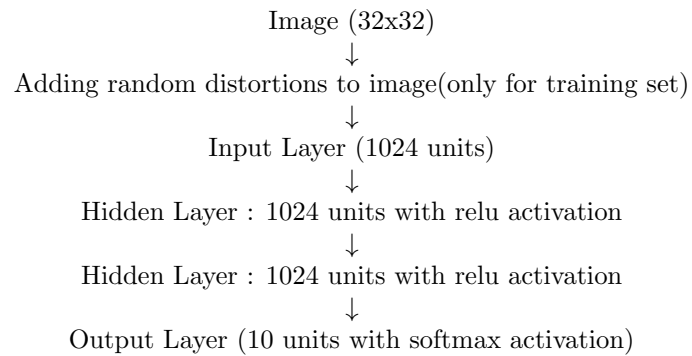 Image (32x32)
↓
Adding random distortions to image(only for training set)
↓
Input Layer (1024 units)
↓
Hidden Layer : 1024 units with relu activation
↓
Hidden Layer : 1024 units with relu activation
↓
Output Layer (10 units with softmax activation)